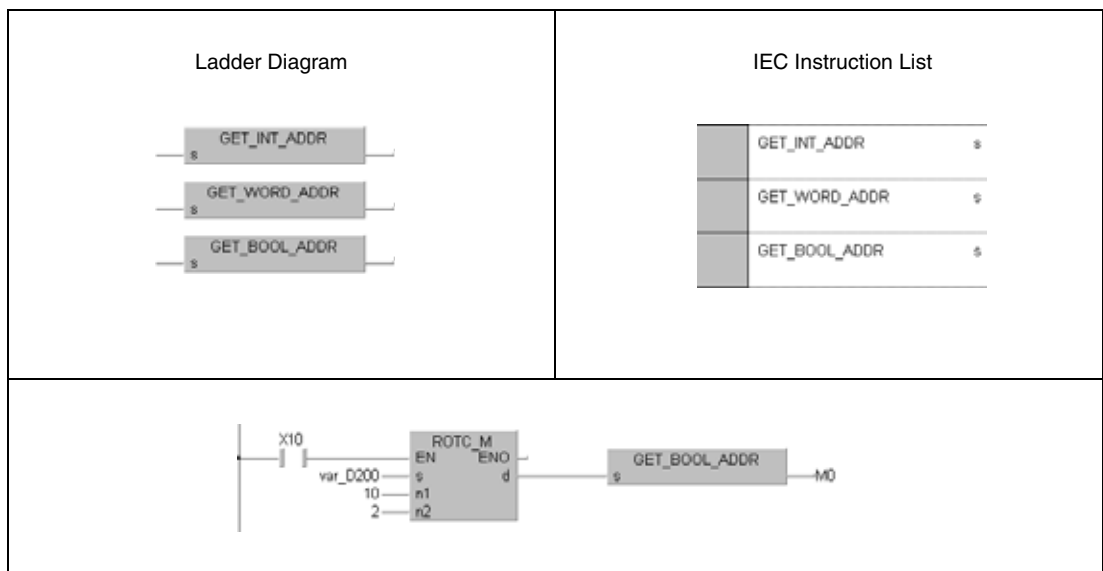 Ladder Diagram
GET_INT_ADDR
s
GET_WORD_ADDR
s
GET_BOOL_ADDR
s
IEC Instruction List
GET_INT_ADDR s
GET_WORD_ADDR s
GET_BOOL_ADDR s
X10
ROTC_M
EN ENO
var_D200 s d
10 n1
2 n2
GET_BOOL_ADDR
s
M0